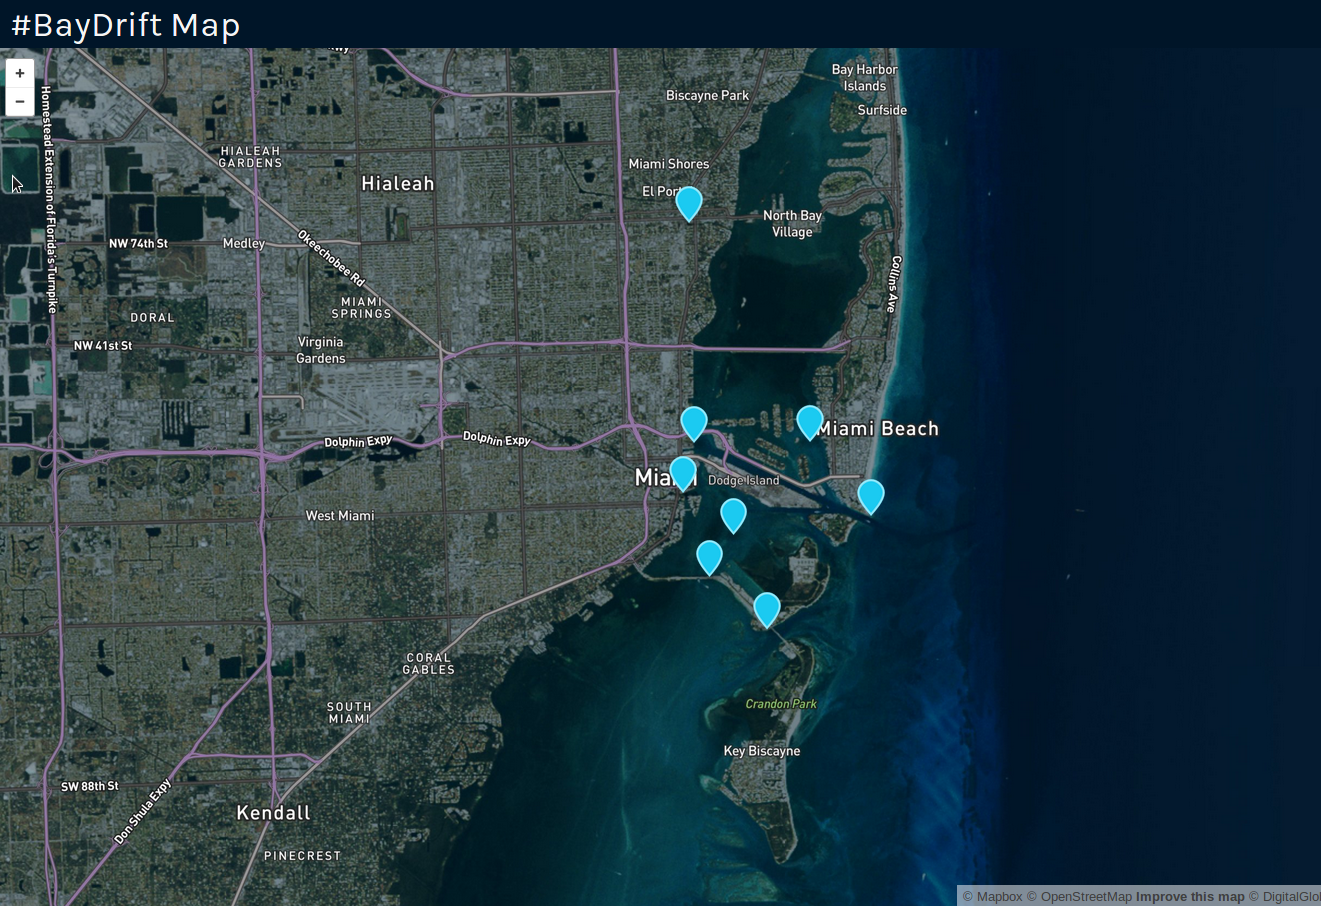 #BayDrift Map
+
−
Bay Harbor
Islands
Biscayne Park
Surfside
Homestead Extension of Florida's Turnpike
HIALEAH
GARDENS
Miami Shores
Hialeah
North Bay
Village
NW 74th St
Medley
Okeechobee Rd
Collins Ave
MIAMI
SPRINGS
DORAL
NW 41st St
Virginia
Gardens
Dolphin Expy
Dolphin Expy
Miami Beach
Miami
Dodge Island
West Miami
CORAL
GABLES
SOUTH
MIAMI
Crandon Park
Key Biscayne
SW 88th St
Don Shula Expy
Kendall
PINECREST
© Mapbox © OpenStreetMap Improve this map © DigitalGlo